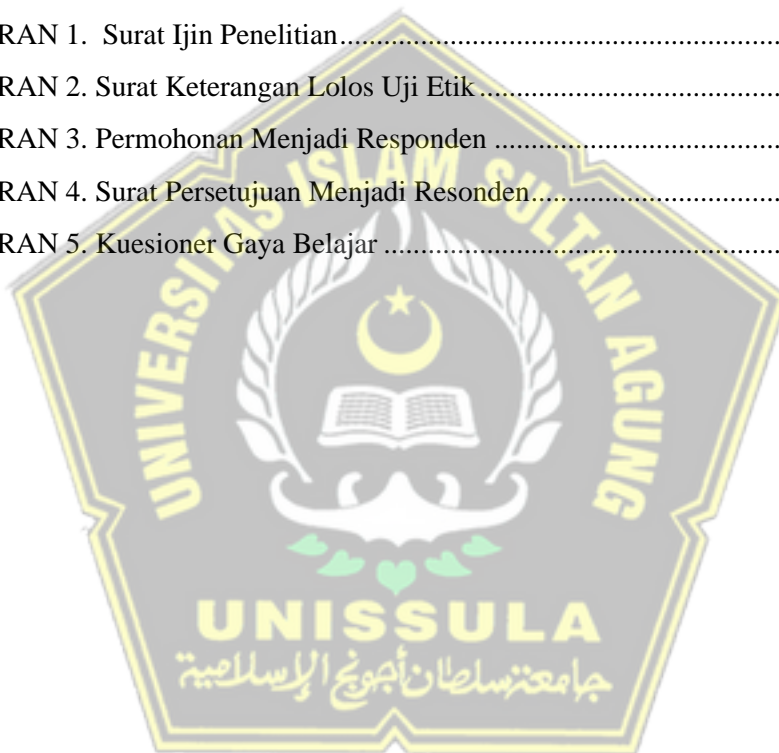 RAN 1.  Surat Ijin Penelitian.......................................................................
RAN 2. Surat Keterangan Lolos Uji Etik................................................
RAN 3. Permohonan Menjadi Responden ..............................................
RAN 4. Surat Persetujuan Menjadi Resonden........................................
RAN 5. Kuesioner Gaya Belajar ...............................................................
UNIVERSITAS ISLAM SULTAN AGUNG
UNISSULA
جامعة سلطان أجونج الإسلامية